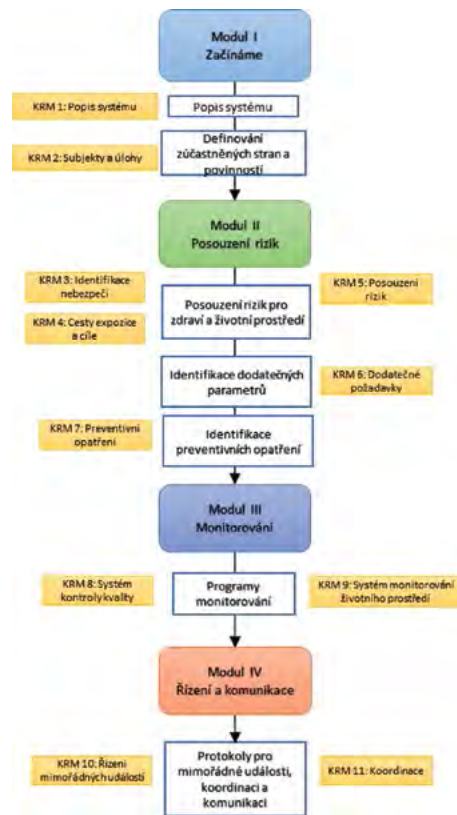 Modul I
Začínáme
KRM 1: Popis systému
Popis systému
KRM 2: Subjekty a úlohy
Definování
zúčastněných stran a
povinností
Modul II
Posouzení rizik
KRM 3: Identifikace
nebezpečí
KRM 4: Cesty expozice
a cíle
Posouzení rizik pro
zdraví a životní prostředí
KRM 5: Posouzení
rizik
Identifikace dodatečných
parametrů
KRM 6: Dodatečné
požadavky
KRM 7: Preventivní
opatření
Identifikace
preventivních opatření
Modul III
Monitorování
KRM 8: Systém
kontroly kvality
Programy
monitorování
KRM 9: Systém monitorování
životního prostředí
Modul IV
Řízení a komunikace
KRM 10: Řízení
mimořádných událostí
Protokoly pro
mimořádné události,
koordinaci a
komunikaci
KRM 11: Koordinace